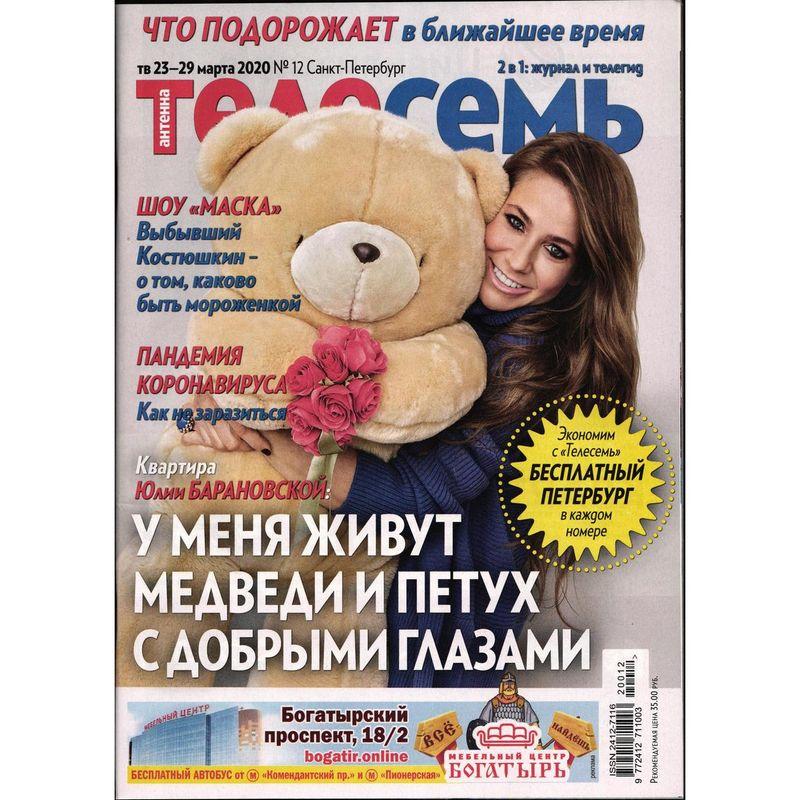 ЧТО ПОДОРОЖАЕТ в ближайшее время
тв 23–29 марта 2020 № 12 Санкт-Петербург
2 в 1: журнал и телегид
антенна
телесемь
ШОУ «МАСКА»
Выбывший
Костюшкин –
о том, каково
быть мороженкой
ПАНДЕМИЯ
КОРОНАВИРУСА
Как не заразиться
Квартира
Юлии БАРАНОВСКОЙ:
У МЕНЯ ЖИВУТ
МЕДВЕДИ И ПЕТУХ
С ДОБРЫМИ ГЛАЗАМИ
Экономим
с «Телесемь»
БЕСПЛАТНЫЙ
ПЕТЕРБУРГ
в каждом
номере
МЕБЕЛЬНЫЙ ЦЕНТР
Богатырский
проспект, 18/2
bogatir.online
БЕСПЛАТНЫЙ АВТОБУС от м «Комендантский пр.» и м «Пионерская»
ВСЁ
НАЙДЁШЬ
МЕБЕЛЬНЫЙ ЦЕНТР
БОГАТЫРЬ
реклама
ISSN 2412-7116
20012
9 772412 711003
Рекомендуемая цена 35.00 руб.